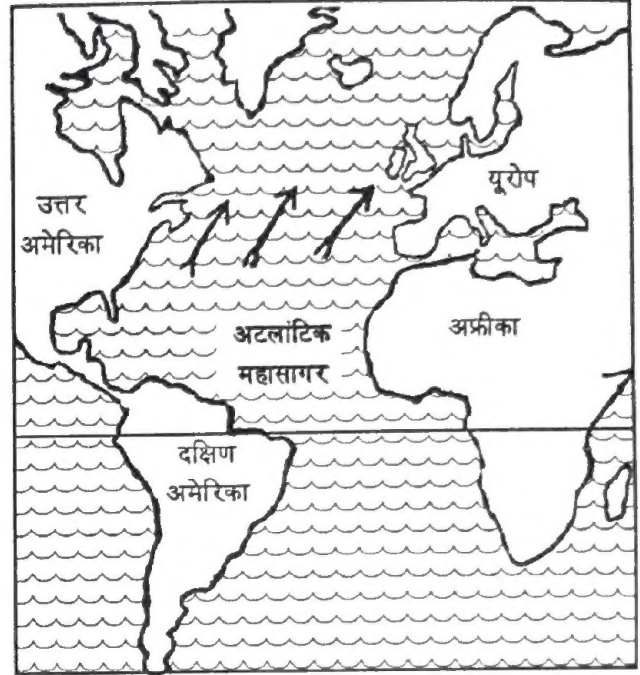 उत्तर
अमेरिका
यूरोप
अटलांटिक
महासागर
अफ्रीका
दक्षिण
अमेरिका